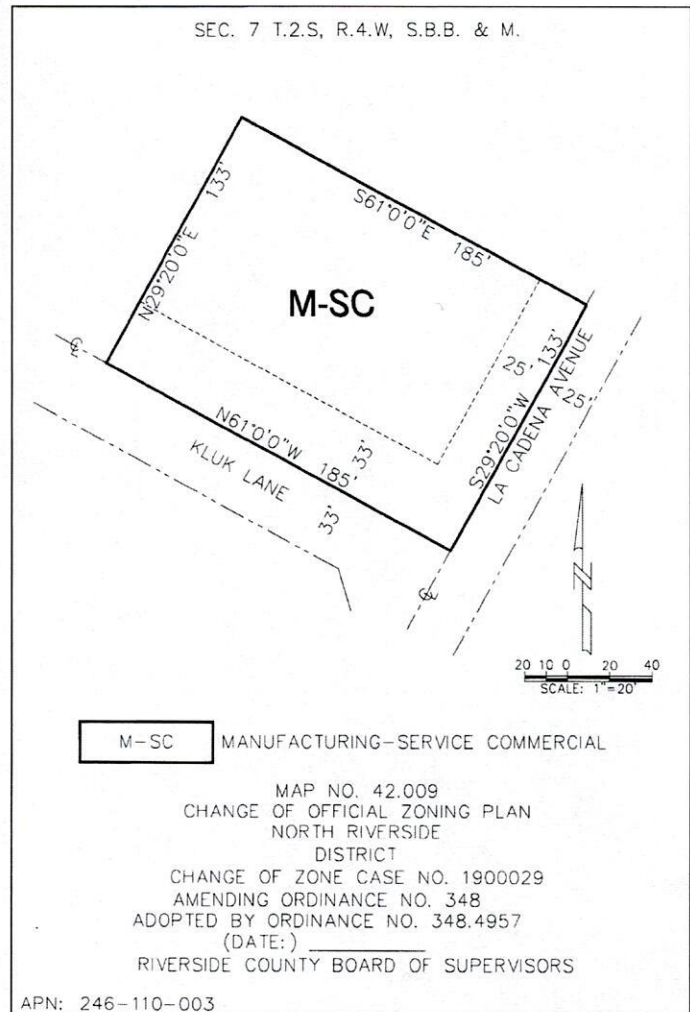 SEC. 7 T.2.S, R.4.W, S.B.B. & M.
S61°0'0"E 185'
133'
N29°20'0"E
M-SC
25'
133'
S29°20'0"W
25'
LA CADENA AVENUE
N61°0'0"W 185'
33'
KLUK LANE
33'
℄
℄
N
20 10 0 20 40
SCALE: 1"=20'
M-SC MANUFACTURING-SERVICE COMMERCIAL
MAP NO. 42.009
CHANGE OF OFFICIAL ZONING PLAN
NORTH RIVERSIDE
DISTRICT
CHANGE OF ZONE CASE NO. 1900029
AMENDING ORDINANCE NO. 348
ADOPTED BY ORDINANCE NO. 348.4957
(DATE:) ________
RIVERSIDE COUNTY BOARD OF SUPERVISORS
APN: 246-110-003